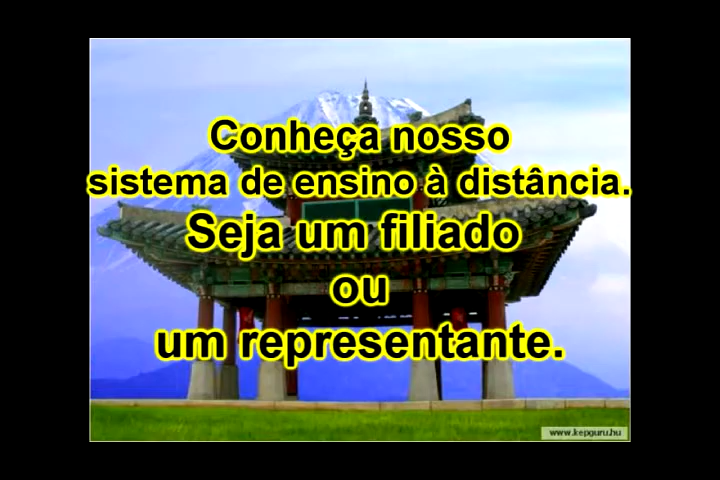 Conheça nosso
sistema de ensino à distância.
Seja um filiado
ou
um representante.
www.kepguru.hu